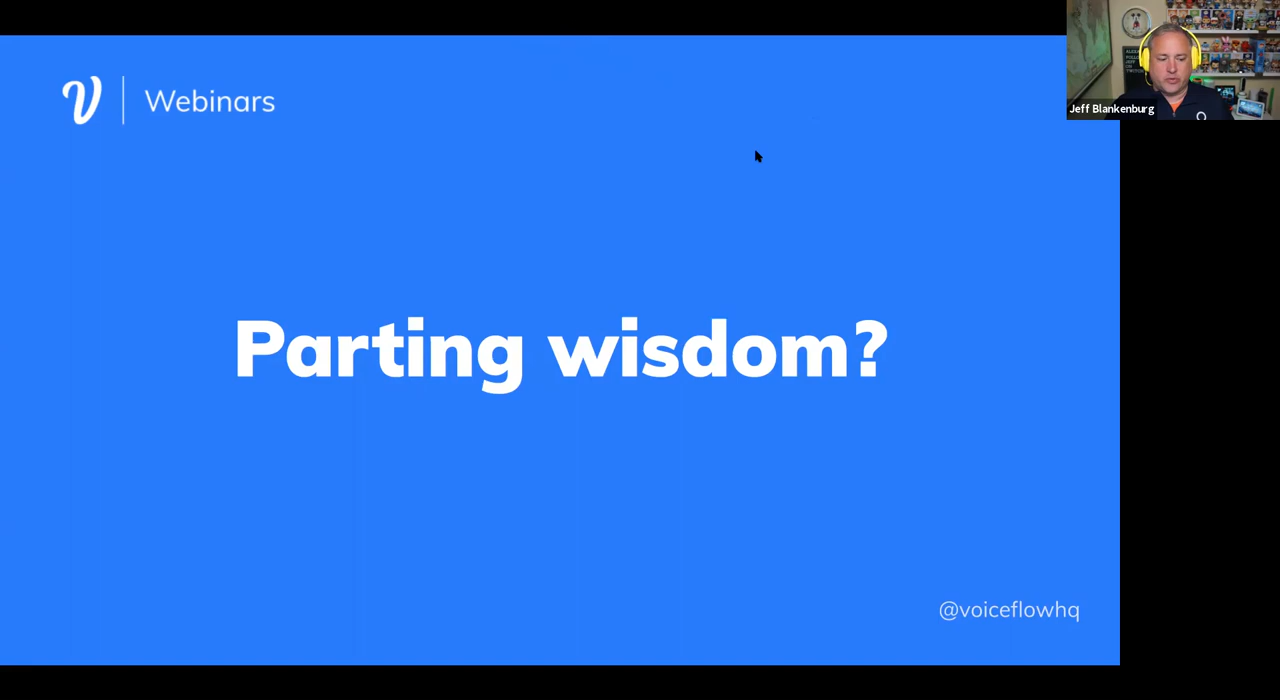 Webinars
Jeff Blankenburg
Parting wisdom?
@voiceflowhq